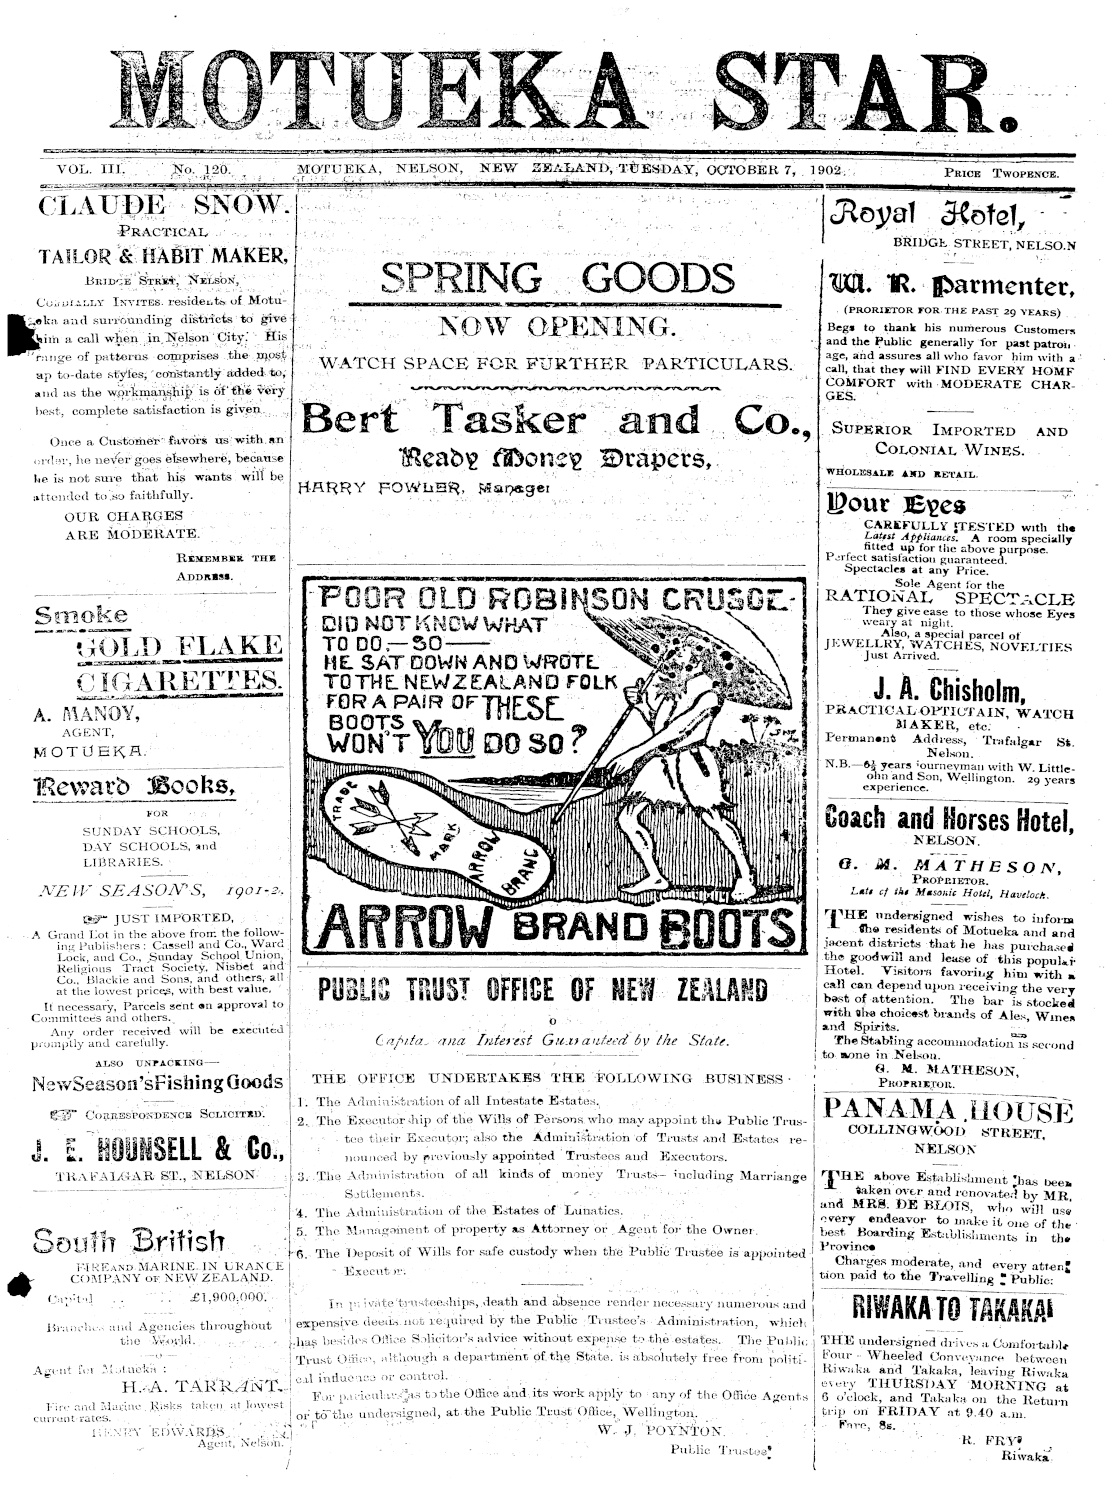 MOTUEKA STAR.
VOL. III. No. 120. MOTUEKA, NELSON, NEW ZEALAND, TUESDAY, OCTOBER 7, 1902. PRICE TWOPENCE.
CLAUDE SNOW.
PRACTICAL
TAILOR & HABIT MAKER,
BRIDGE STREET, NELSON,
CORDIALLY INVITES residents of Motu-
eka and surrounding districts to give
him a call when in Nelson City. His
range of patterns comprises the most
up to-date styles, constantly added to,
and as the workmanship is of the very
best, complete satisfaction is given
Once a Customer favors us with an
order, he never goes elsewhere, because
he is not sure that his wants will be
attended to so faithfully.
OUR CHARGES
ARE MODERATE.
REMEMBER THE
ADDRESS.
Smoke
GOLD FLAKE
CIGARETTES.
A. MANOY,
AGENT,
MOTUEKA.
Reward Books,
FOR
SUNDAY SCHOOLS,
DAY SCHOOLS, and
LIBRARIES.
NEW SEASON'S, 1901-2.
☞ JUST IMPORTED,
A Grand Lot in the above from the follow-
ing Publishers: Cassell and Co., Ward
Lock, and Co., Sunday School Union,
Religious Tract Society, Nisbet and
Co., Blackie and Sons, and others, all
at the lowest prices, with best value.
It necessary, Parcels sent on approval to
Committees and others.
Any order received will be executed
promptly and carefully.
ALSO UNPACKING—
New Season's Fishing Goods
☞ CORRESPONDENCE SOLICITED.
J. E. HOUNSELL & Co.,
TRAFALGAR ST., NELSON
South British
FIRE AND MARINE IN URANCE
COMPANY OF NEW ZEALAND.
Capital .. .. .. £1,900,000.
Branches and Agencies throughout
the World.
Agent for Motueka :
H. A. TARRANT.
Fire and Marine Risks taken at lowest
current rates.
HENRY EDWARDS
Agent, Nelson.
SPRING GOODS
NOW OPENING.
WATCH SPACE FOR FURTHER PARTICULARS.
Bert Tasker and Co.,
Ready Money Drapers,
HARRY FOWLER, Manager
POOR OLD ROBINSON CRUSOE-
DID NOT KNOW WHAT
TO DO,—SO—
HE SAT DOWN AND WROTE
TO THE NEW ZEALAND FOLK
FOR A PAIR OF THESE
BOOTS
WON'T YOU DO SO?
TRADE
MARK
ARROW
BRAND
ARROW BRAND BOOTS
PUBLIC TRUST OFFICE OF NEW ZEALAND
o
Capita and Interest Guaranteed by the State.
THE OFFICE UNDERTAKES THE FOLLOWING BUSINESS
1. The Administration of all Intestate Estates.
2. The Executorship of the Wills of Persons who may appoint the Public Trus-
tee their Executor; also the Administration of Trusts and Estates re-
nounced by previously appointed Trustees and Executors.
3. The Administration of all kinds of money Trusts—including Marriange
Settlements.
4. The Administration of the Estates of Lunatics.
5. The Management of property as Attorney or Agent for the Owner
6. The Deposit of Wills for safe custody when the Public Trustee is appointed
Executor.
In private trusteeships, death and absence render necessary numerous and
expensive deeds not required by the Public Trustee's Administration, which
has besides Office Solicitor's advice without expense to the estates. The Public
Trust Office, although a department of the State, is absolutely free from politi-
cal influence or control.
For particulars as to the Office and its work apply to any of the Office Agents
or to the undersigned, at the Public Trust Office, Wellington.
W. J. POYNTON.
Public Trustee
Royal Hotel,
BRIDGE STREET, NELSON
W. R. Parmenter,
(PRORIETOR FOR THE PAST 29 YEARS)
Begs to thank his numerous Customers
and the Public generally for past patron
age, and assures all who favor him with a
call, that they will FIND EVERY HOMF
COMFORT with MODERATE CHAR-
GES.
SUPERIOR IMPORTED AND
COLONIAL WINES.
WHOLESALE AND RETAIL.
Your Eyes
CAREFULLY TESTED with the
Latest Appliances. A room specially
fitted up for the above purpose.
Perfect satisfaction guaranteed.
Spectacles at any Price.
Sole Agent for the
RATIONAL SPECTACLE
They give ease to those whose Eyes
weary at night.
Also, a special parcel of
JEWELLRY, WATCHES, NOVELTIES
Just Arrived.
J. A. Chisholm,
PRACTICAL OPTICTAIN, WATCH
MAKER, etc.
Permanent Address, Trafalgar St.
Nelson.
N.B.—6½ years journeyman with W. Little-
ohn and Son, Wellington. 29 years
experience.
Coach and Horses Hotel,
NELSON.
G. M. MATHESON,
PROPRIETOR.
Late of the Masonic Hotel, Havelock.
THE undersigned wishes to inform
the residents of Motueka and and
jacent districts that he has purchased
the goodwill and lease of this popular
Hotel. Visitors favoring him with a
call can depend upon receiving the very
best of attention. The bar is stocked
with the choicest brands of Ales, Wines
and Spirits.
The Stabling accommodation is second
to none in Nelson.
G. M. MATHESON,
PROPRIETOR.
PANAMA HOUSE
COLLINGWOOD STREET,
NELSON
THE above Establishment has been
taken over and renovated by MR,
and MRS. DE BLOIS, who will use
every endeavor to make it one of the
best Boarding Establishments in the
Province
Charges moderate, and every atten
tion paid to the Travelling Public:
RIWAKA TO TAKAKA
THE undersigned drives a Comfortable
Four - Wheeled Conveyance between
Riwaka and Takaka, leaving Riwaka
every THURSDAY MORNING at
6 o'clock, and Takaka on the Return
trip on FRIDAY at 9.40 a.m.
Fare, 8s.
R. FRY
Riwaka